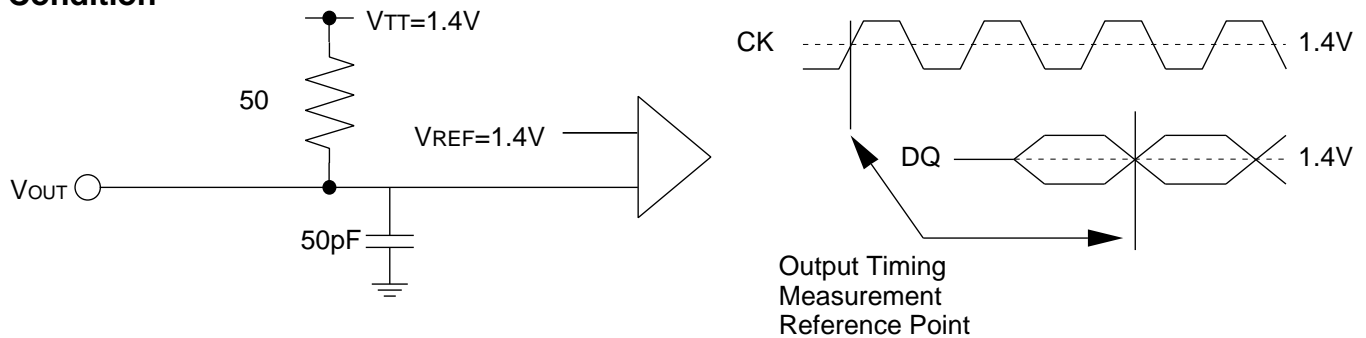 Condition
VTT=1.4V
50
VREF=1.4V
VOUT
50pF
CK
1.4V
DQ
1.4V
Output Timing
Measurement
Reference Point